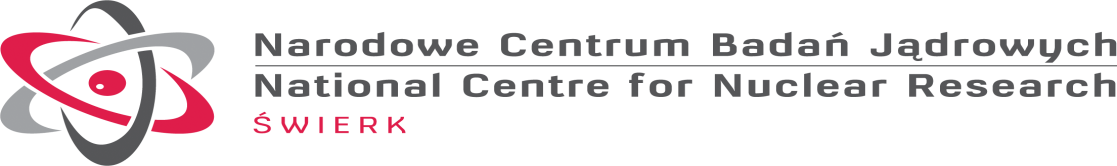 Narodowe Centrum Badań Jądrowych
National Centre for Nuclear Research
ŚWIERK